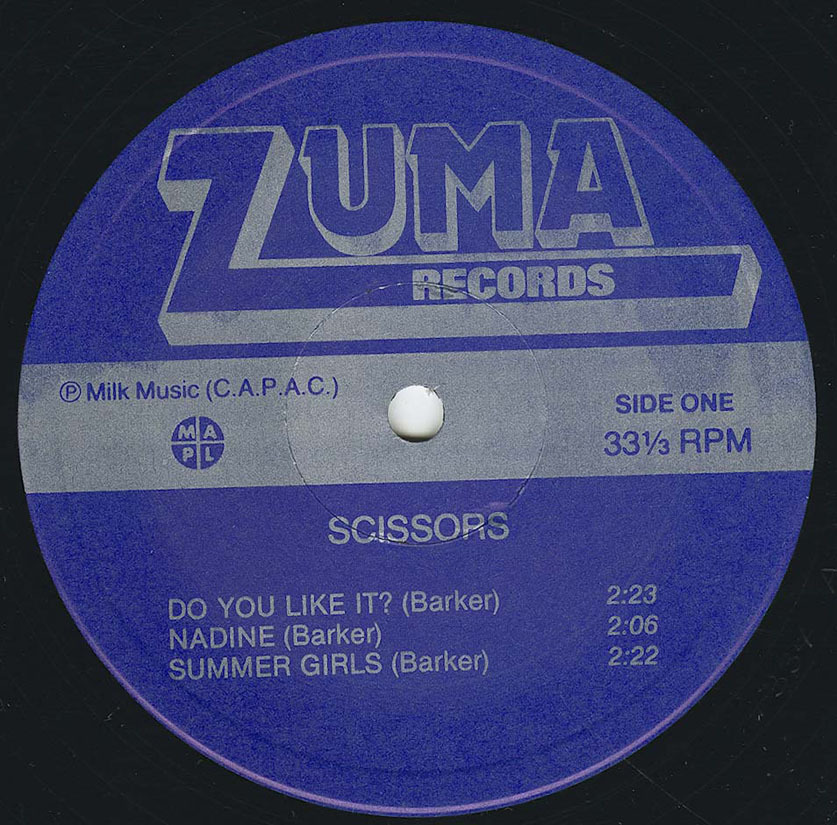 ZUMA
RECORDS
℗ Milk Music (C.A.P.A.C.)
MAPL
SIDE ONE
33⅓ RPM
SCISSORS
DO YOU LIKE IT? (Barker) 2:23
NADINE (Barker) 2:06
SUMMER GIRLS (Barker) 2:22